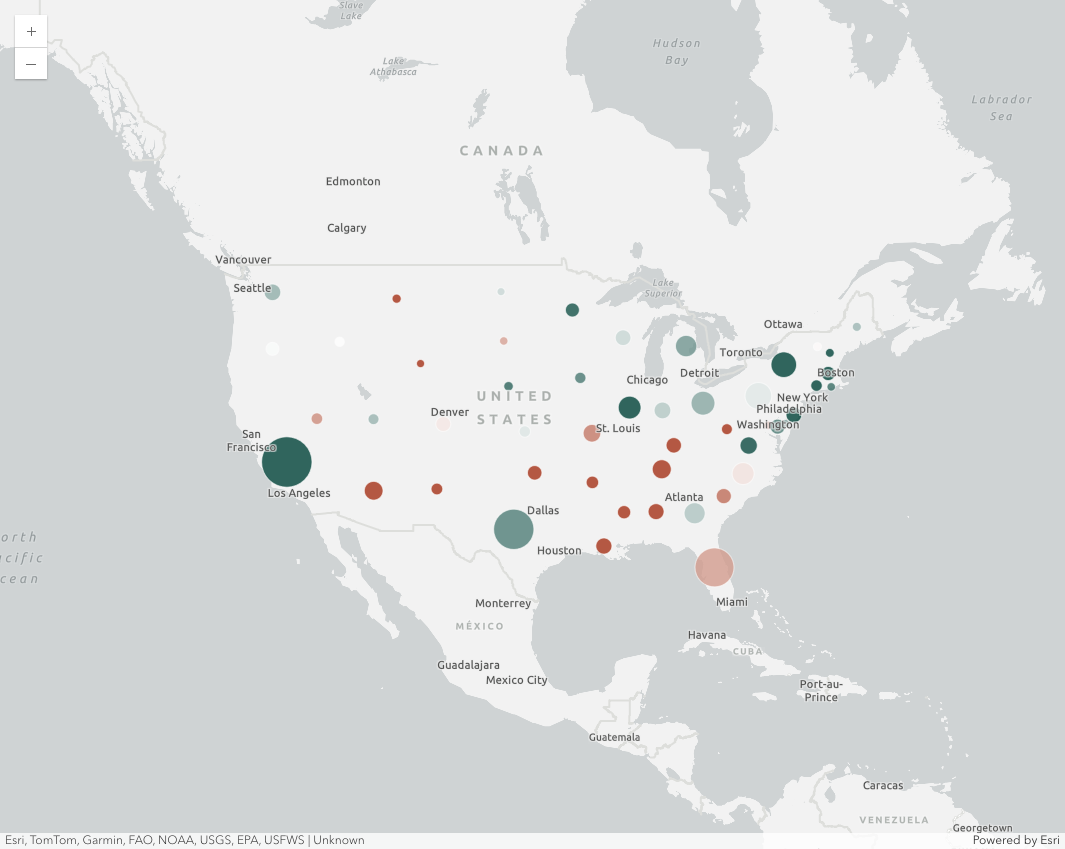 +
−
Slave
Lake
Lake
Athabasca
Hudson
Bay
Labrador
Sea
CANADA
Edmonton
Calgary
Vancouver
Seattle
Lake
Superior
Ottawa
Toronto
Boston
Chicago
Detroit
UNITED
STATES
New York
Philadelphia
Denver
Washington
St. Louis
San
Francisco
Los Angeles
Atlanta
Dallas
Houston
orth
acific
cean
Miami
Monterrey
MÉXICO
Havana
CUBA
Guadalajara
Mexico City
Port-au-
Prince
Guatemala
Caracas
VENEZUELA
Georgetown
Esri, TomTom, Garmin, FAO, NOAA, USGS, EPA, USFWS | Unknown
Powered by Esri